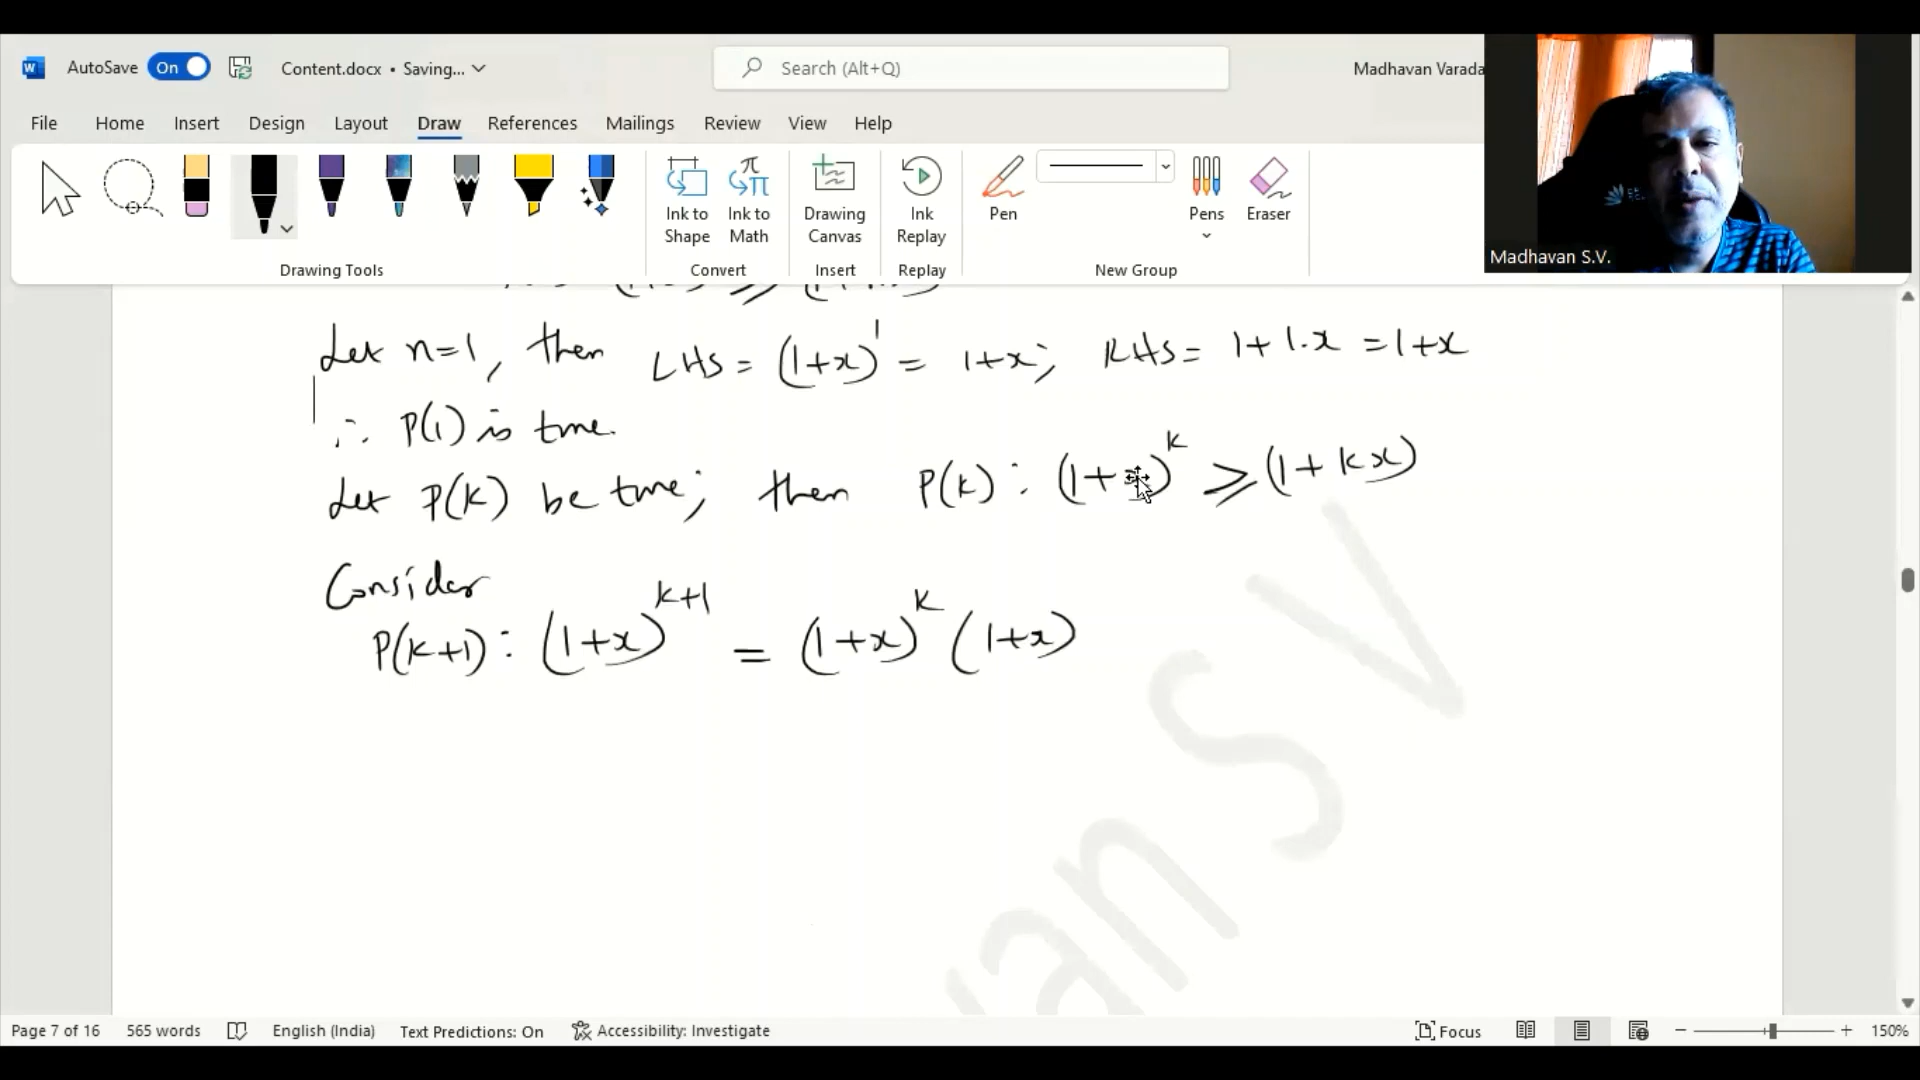 AutoSave On Content.docx • Saving... Search (Alt+Q) Madhavan Varada
File Home Insert Design Layout Draw References Mailings Review View Help
Ink to Shape
Ink to Math
Drawing Canvas
Ink Replay
Pen
Pens
Eraser
Drawing Tools Convert Insert Replay New Group
Madhavan S.V.
Let n=1, then LHS = (1+x)^1 = 1+x; RHS = 1+1.x = 1+x
∴ P(1) is true.
Let P(k) be true; then P(k) : (1+x)^k ⩾ (1+kx)
Consider
P(k+1) : (1+x)^{k+1} = (1+x)^k (1+x)
van S V
Page 7 of 16 565 words English (India) Text Predictions: On Accessibility: Investigate Focus 150%